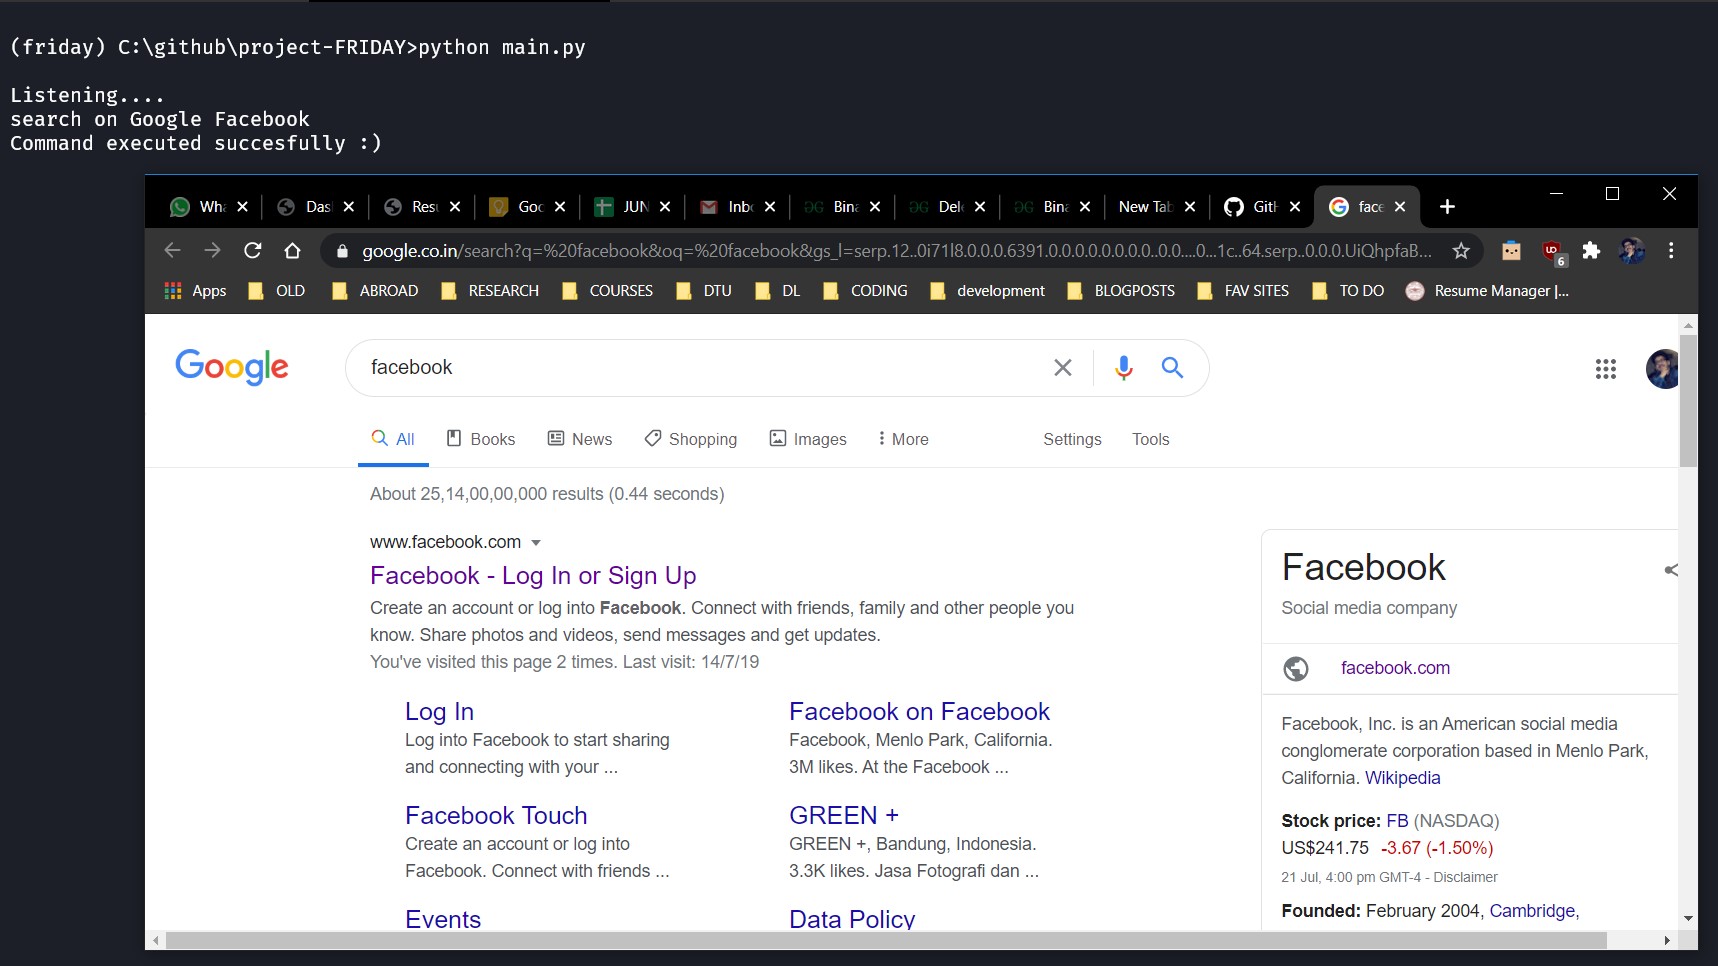 (friday) C:\github\project-FRIDAY>python main.py
Listening....
search on Google Facebook
Command executed succesfully :)
Wha Das Resu Goo JUN Inbo Bina Dele Bina New Tab GitH face
google.co.in/search?q=%20facebook&oq=%20facebook&gs_l=serp.12..0i71l8.0.0.0.6391.0.0.0.0.0.0.0.0..0.0....0...1c..64.serp..0.0.0.UiQhpfaB...
6
Apps OLD ABROAD RESEARCH COURSES DTU DL CODING development BLOGPOSTS FAV SITES TO DO Resume Manager |...
Google facebook
All Books News Shopping Images More Settings Tools
About 25,14,00,00,000 results (0.44 seconds)
www.facebook.com
Facebook - Log In or Sign Up
Create an account or log into Facebook. Connect with friends, family and other people you
know. Share photos and videos, send messages and get updates.
You've visited this page 2 times. Last visit: 14/7/19
Log In
Log into Facebook to start sharing
and connecting with your ...
Facebook on Facebook
Facebook, Menlo Park, California.
3M likes. At the Facebook ...
Facebook Touch
Create an account or log into
Facebook. Connect with friends ...
GREEN +
GREEN +, Bandung, Indonesia.
3.3K likes. Jasa Fotografi dan ...
Events
Data Policy
Facebook
Social media company
facebook.com
Facebook, Inc. is an American social media
conglomerate corporation based in Menlo Park,
California. Wikipedia
Stock price: FB (NASDAQ)
US$241.75 -3.67 (-1.50%)
21 Jul, 4:00 pm GMT-4 - Disclaimer
Founded: February 2004, Cambridge,